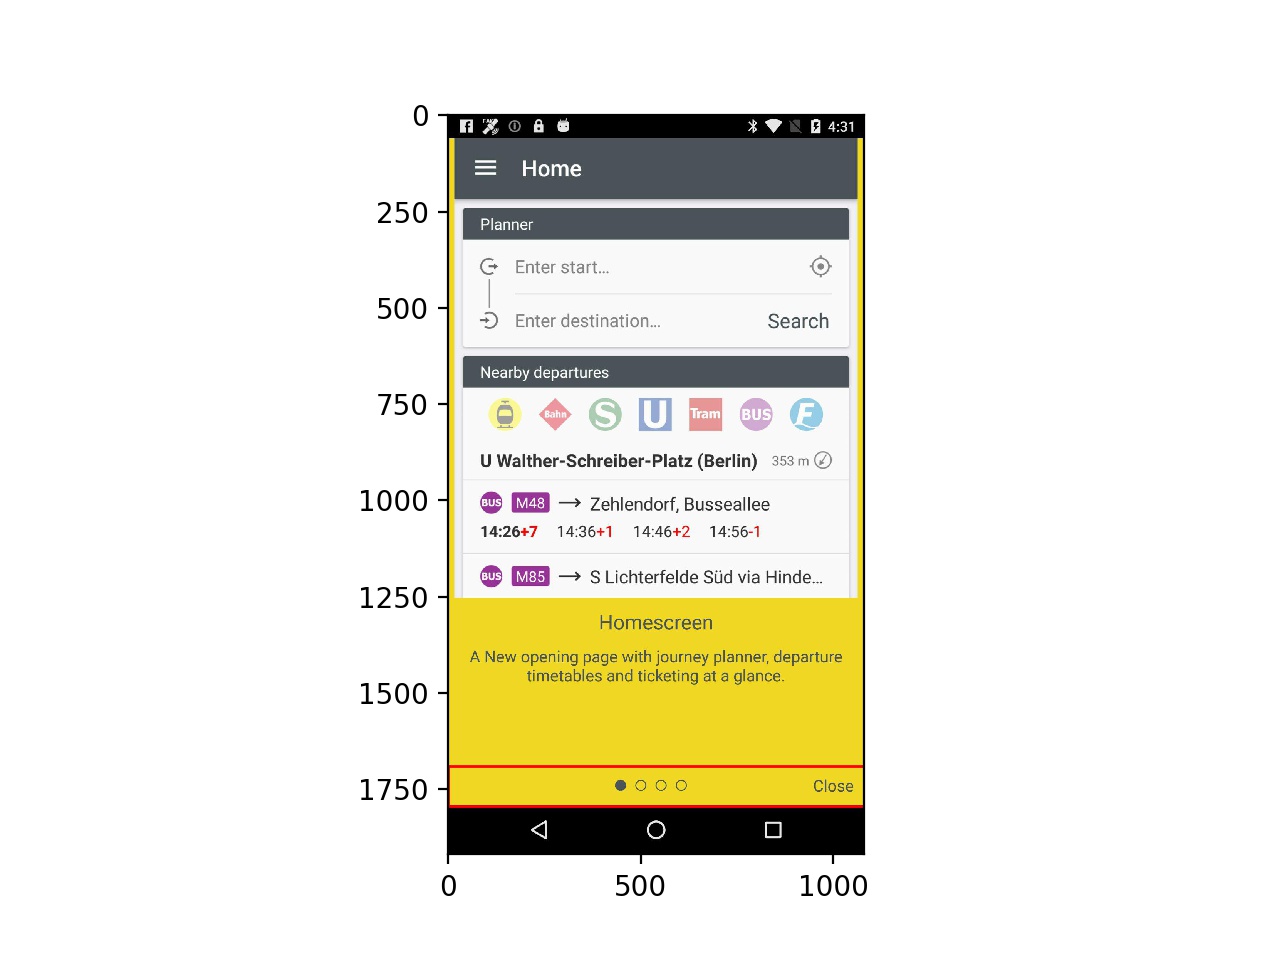 0
250
500
750
1000
1250
1500
1750
0 500 1000
4:31
Home
Planner
Enter start...
Enter destination... Search
Nearby departures
Bahn S U Tram BUS F
U Walther-Schreiber-Platz (Berlin) 353 m
BUS M48 → Zehlendorf, Busseallee
14:26+7 14:36+1 14:46+2 14:56-1
BUS M85 → S Lichterfelde Süd via Hinde...
Homescreen
A New opening page with journey planner, departure
timetables and ticketing at a glance.
Close